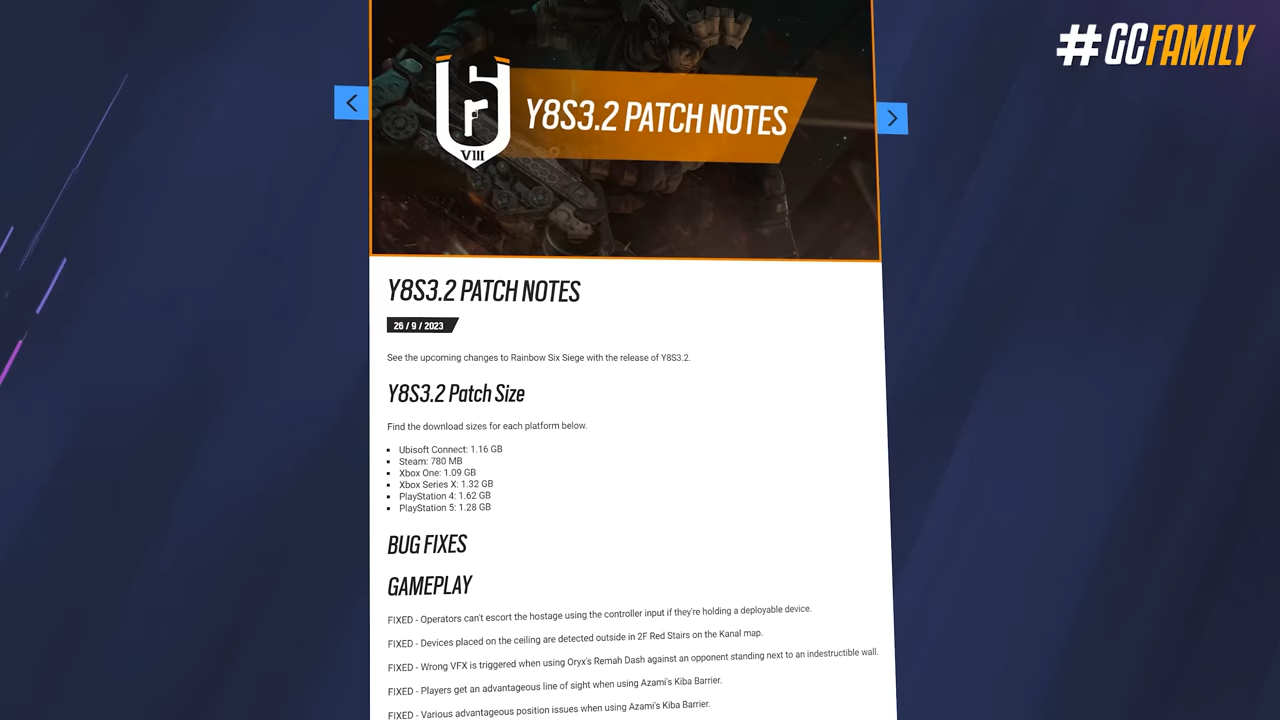 #GCFAMILY
VIII
Y8S3.2 PATCH NOTES
Y8S3.2 PATCH NOTES
26 / 9 / 2023
See the upcoming changes to Rainbow Six Siege with the release of Y8S3.2.
Y8S3.2 Patch Size
Find the download sizes for each platform below.
Ubisoft Connect: 1.16 GB
Steam: 780 MB
Xbox One: 1.09 GB
Xbox Series X: 1.32 GB
PlayStation 4: 1.62 GB
PlayStation 5: 1.28 GB
BUG FIXES
GAMEPLAY
FIXED - Operators can't escort the hostage using the controller input if they're holding a deployable device.
FIXED - Devices placed on the ceiling are detected outside in 2F Red Stairs on the Kanal map.
FIXED - Wrong VFX is triggered when using Oryx's Remah Dash against an opponent standing next to an indestructible wall.
FIXED - Players get an advantageous line of sight when using Azami's Kiba Barrier.
FIXED - Various advantageous position issues when using Azami's Kiba Barrier.